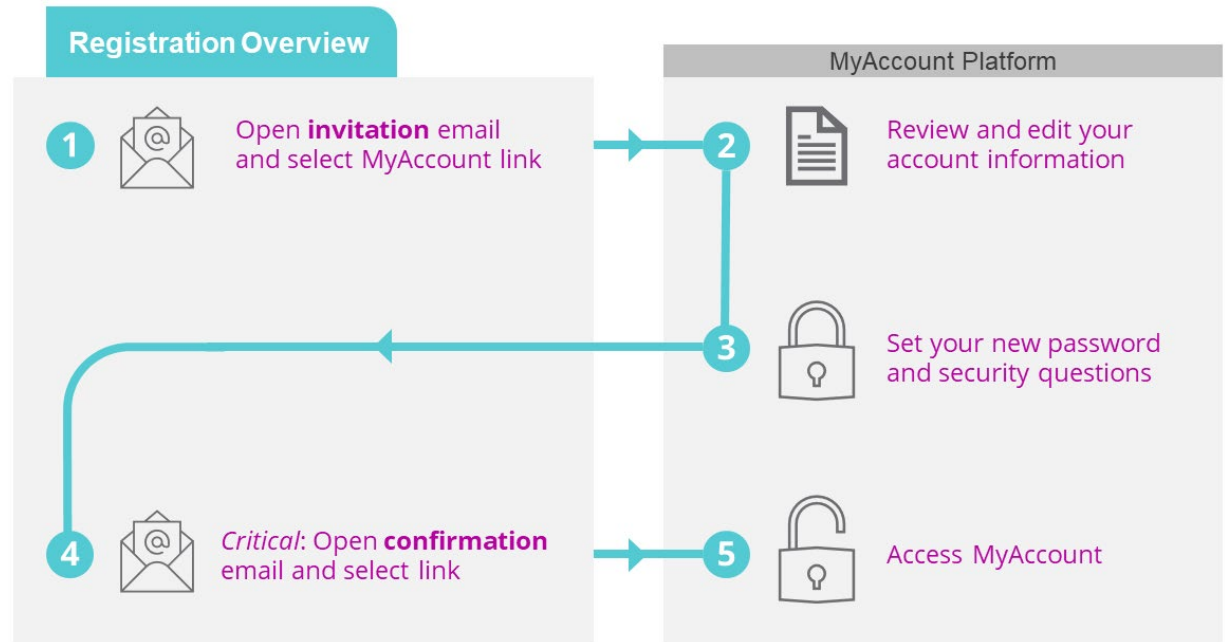 Registration Overview
MyAccount Platform
1
@
Open invitation email
and select MyAccount link
2
Review and edit your
account information
3
Set your new password
and security questions
4
@
Critical: Open confirmation
email and select link
5
Access MyAccount